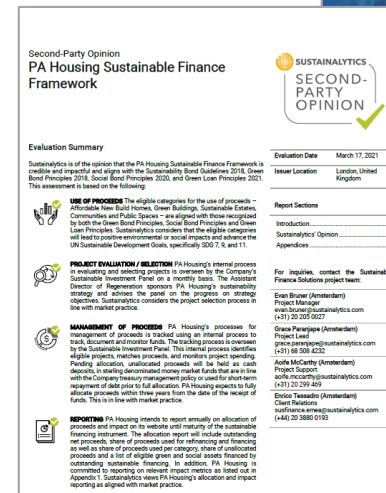 Second-Party Opinion
PA Housing Sustainable Finance
Framework
SUSTAINALYTICS
SECOND-
PARTY
OPINION
Evaluation Summary
Sustainalytics is of the opinion that the PA Housing Sustainable Finance Framework is
credible and impactful and aligns with the Sustainability Bond Guidelines 2018, Green
Bond Principles 2018, Social Bond Principles 2020, and Green Loan Principles 2021.
This assessment is based on the following:
USE OF PROCEEDS The eligible categories for the use of proceeds –
Affordable New Build Homes, Green Buildings, Sustainable Estates,
Communities and Public Spaces – are aligned with those recognized
by both the Green Bond Principles, Social Bond Principles and Green
Loan Principles. Sustainalytics considers that the eligible categories
will lead to positive environmental or social impacts and advance the
UN Sustainable Development Goals, specifically SDG 7, 9, and 11.
PROJECT EVALUATION / SELECTION PA Housing's internal process
in evaluating and selecting projects is overseen by the Company's
Sustainable Investment Panel on a monthly basis. The Assistant
Director of Regeneration sponsors PA Housing's sustainability
strategy and advises the panel on the progress on strategy
objectives. Sustainalytics considers the project selection process in
line with market practice.
MANAGEMENT OF PROCEEDS PA Housing's processes for
management of proceeds is tracked using an internal process to
track, document and monitor funds. The tracking process is overseen
by the Sustainable Investment Panel. This internal process identifies
eligible projects, matches proceeds, and monitors project spending.
Pending allocation, unallocated proceeds will be held as cash
deposits, in sterling denominated money market funds that are in line
with the Company treasury management policy or used for short-term
repayment of debt prior to full allocation. PA Housing expects to fully
allocate proceeds within three years from the date of the receipt of
funds. This is in line with market practice.
REPORTING PA Housing intends to report annually on allocation of
proceeds and impact on its website until maturity of the sustainable
financing instrument. The allocation report will include outstanding
net proceeds, share of proceeds used for refinancing and financing
as well as share of proceeds used per category, share of unallocated
proceeds and a list of eligible green and social assets financed by
outstanding sustainable financing. In addition, PA Housing is
committed to reporting on relevant impact metrics as listed out in
Appendix 1. Sustainalytics views PA Housing's allocation and impact
reporting as aligned with market practice.
Evaluation Date March 17, 2021
Issuer Location London, United
Kingdom
Report Sections
Introduction
Sustainalytics' Opinion
Appendices
For inquiries, contact the Sustainab
Finance Solutions project team:
Evan Bruner (Amsterdam)
Project Manager
evan.bruner@sustainalytics.com
(+31) 20 205 0027
Grace Paranjape (Amsterdam)
Project Lead
grace.paranjape@sustainalytics.com
(+31) 68 508 4232
Aoife McCarthy (Amsterdam)
Project Support
aoife.mccarthy@sustainalytics.com
(+31) 20 299 469
Enrico Tessadro (Amsterdam)
Client Relations
susfinance.emea@sustainalytics.com
(+44) 20 3880 0193